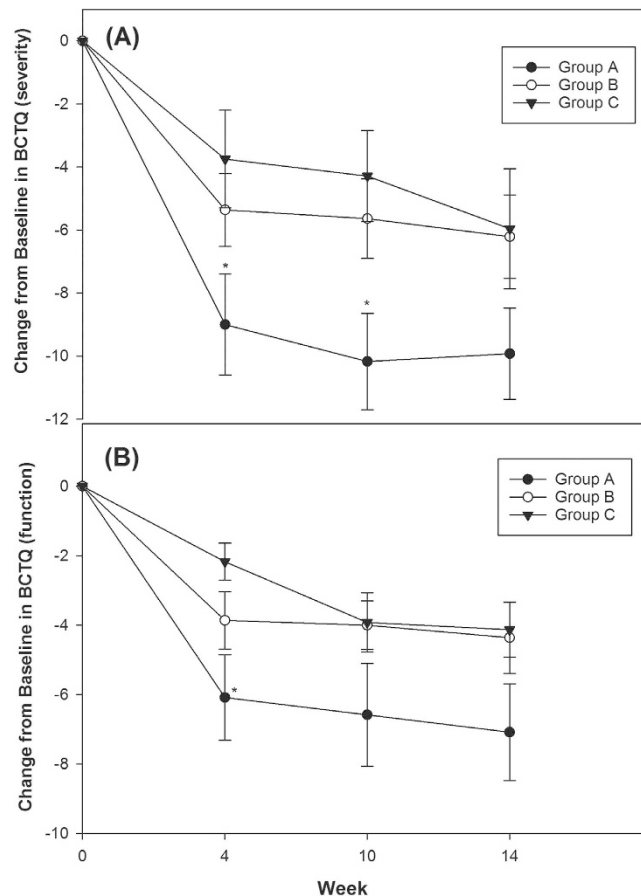 (A)
Change from Baseline in BCTQ (severity)
0
-2
-4
-6
-8
-10
-12
Group A
Group B
Group C
*
*
(B)
Change from Baseline in BCTQ (function)
0
-2
-4
-6
-8
-10
Group A
Group B
Group C
*
0 4 10 14
Week